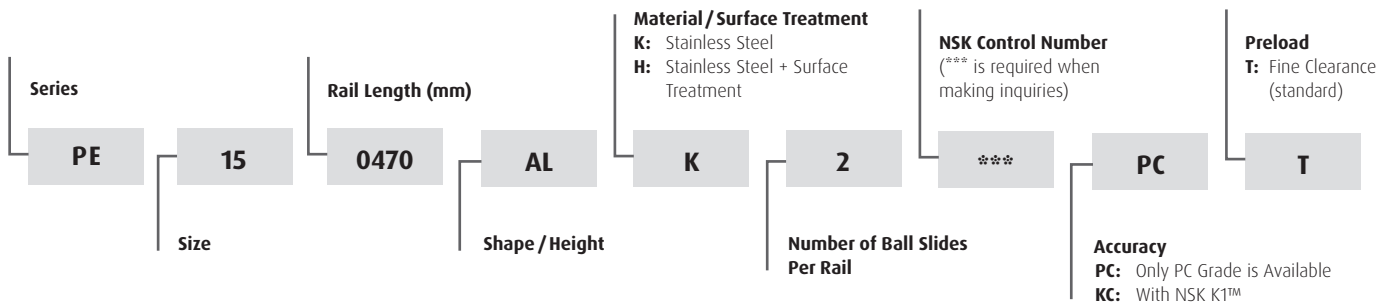 Material / Surface Treatment
K: Stainless Steel
H: Stainless Steel + Surface
Treatment
NSK Control Number
(*** is required when
making inquiries)
Preload
T: Fine Clearance
(standard)
Series
Rail Length (mm)
PE
15
0470
AL
K
2
***
PC
T
Size
Shape / Height
Number of Ball Slides
Per Rail
Accuracy
PC: Only PC Grade is Available
KC: With NSK K1™